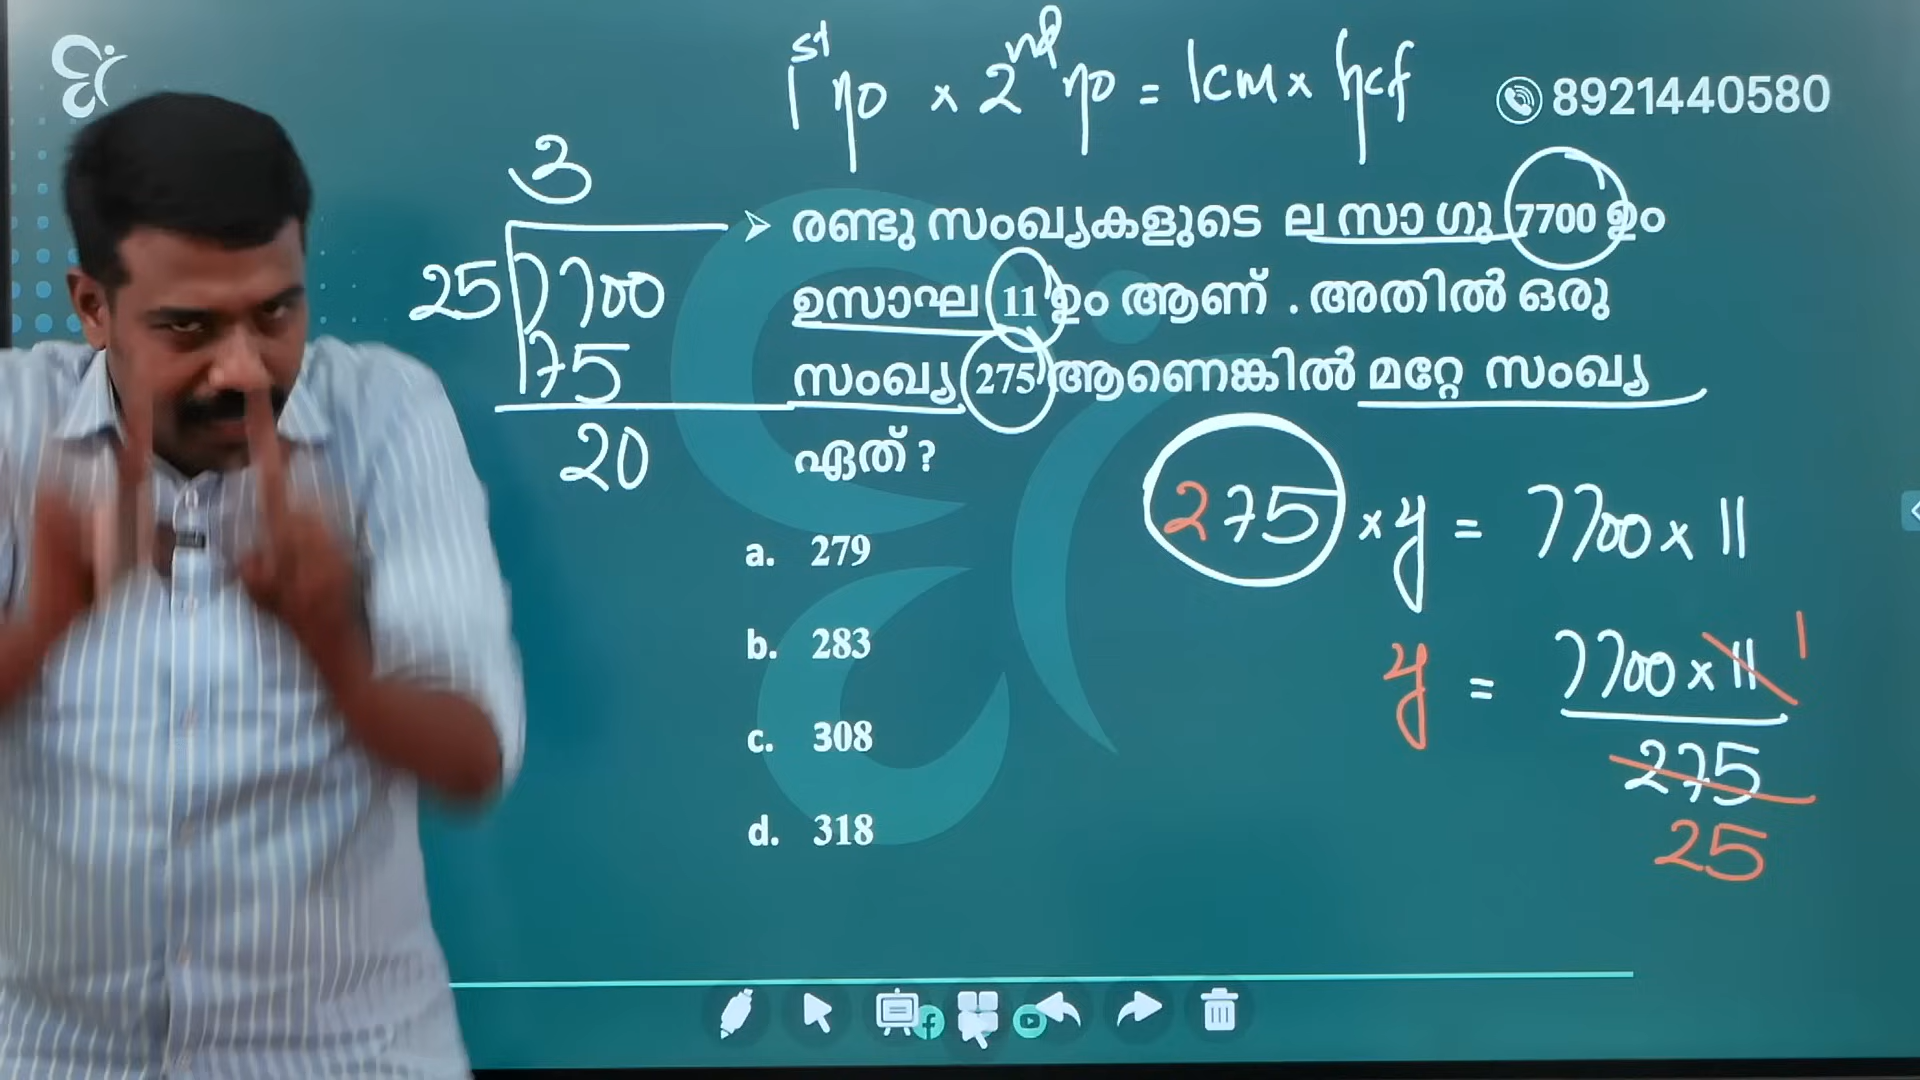 1st no × 2nd no = lcm × hcf
8921440580
➤ രണ്ടു സംഖ്യകളുടെ ല സാ ഗു 7700 ഉം
ഉസാഘ 11 ഉം ആണ് . അതിൽ ഒരു
സംഖ്യ 275 ആണെങ്കിൽ മറ്റേ സംഖ്യ
ഏത് ?
a. 279
b. 283
c. 308
d. 318
3
25 7700
75
20
275 × y = 7700 × 11
y = 7700 × 11 1
275
25